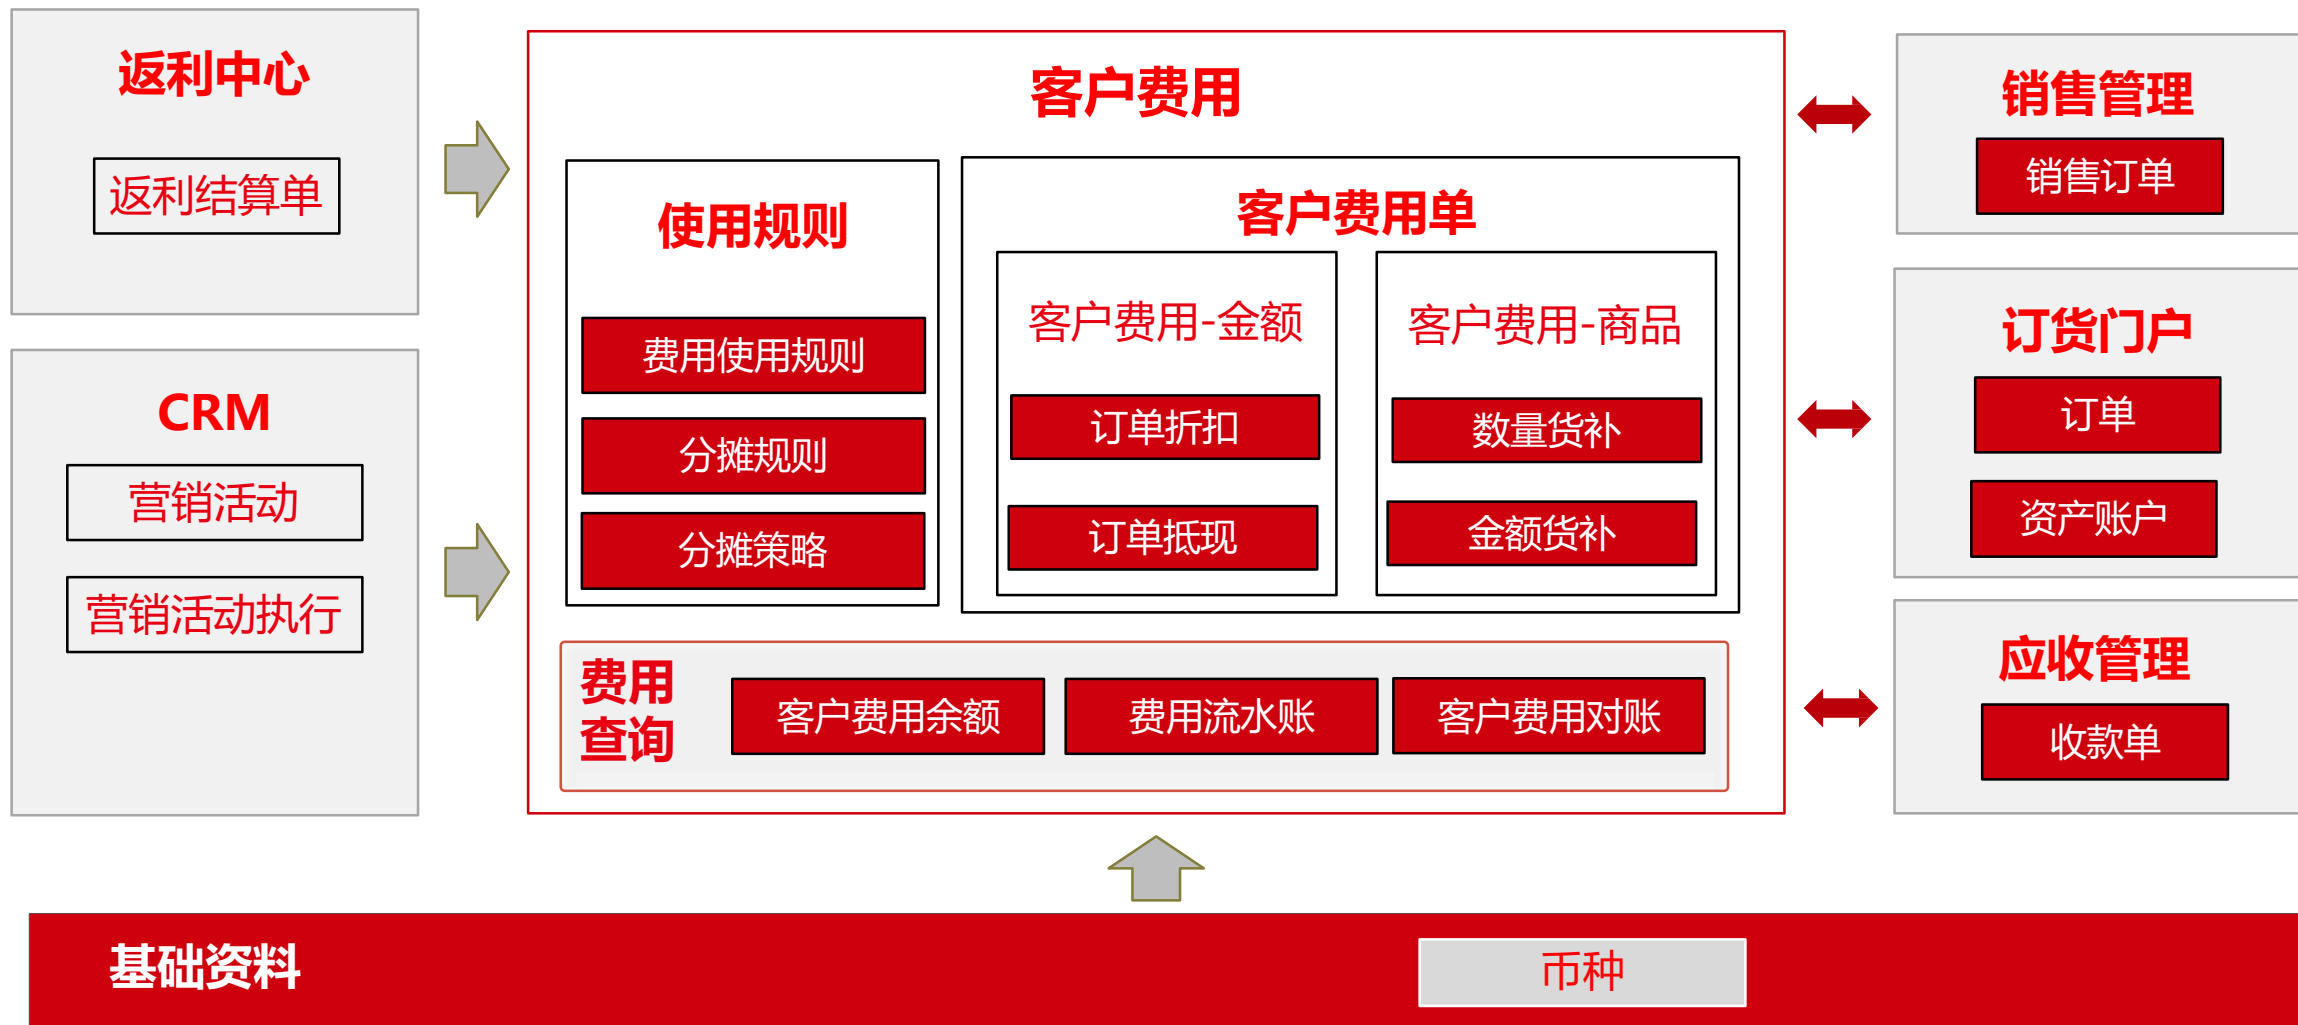 返利中心
返利结算单
CRM
营销活动
营销活动执行
客户费用
使用规则
费用使用规则
分摊规则
分摊策略
客户费用单
客户费用-金额
订单折扣
订单抵现
客户费用-商品
数量货补
金额货补
费用
查询
客户费用余额
费用流水账
客户费用对账
销售管理
销售订单
订货门户
订单
资产账户
应收管理
收款单
基础资料
币种